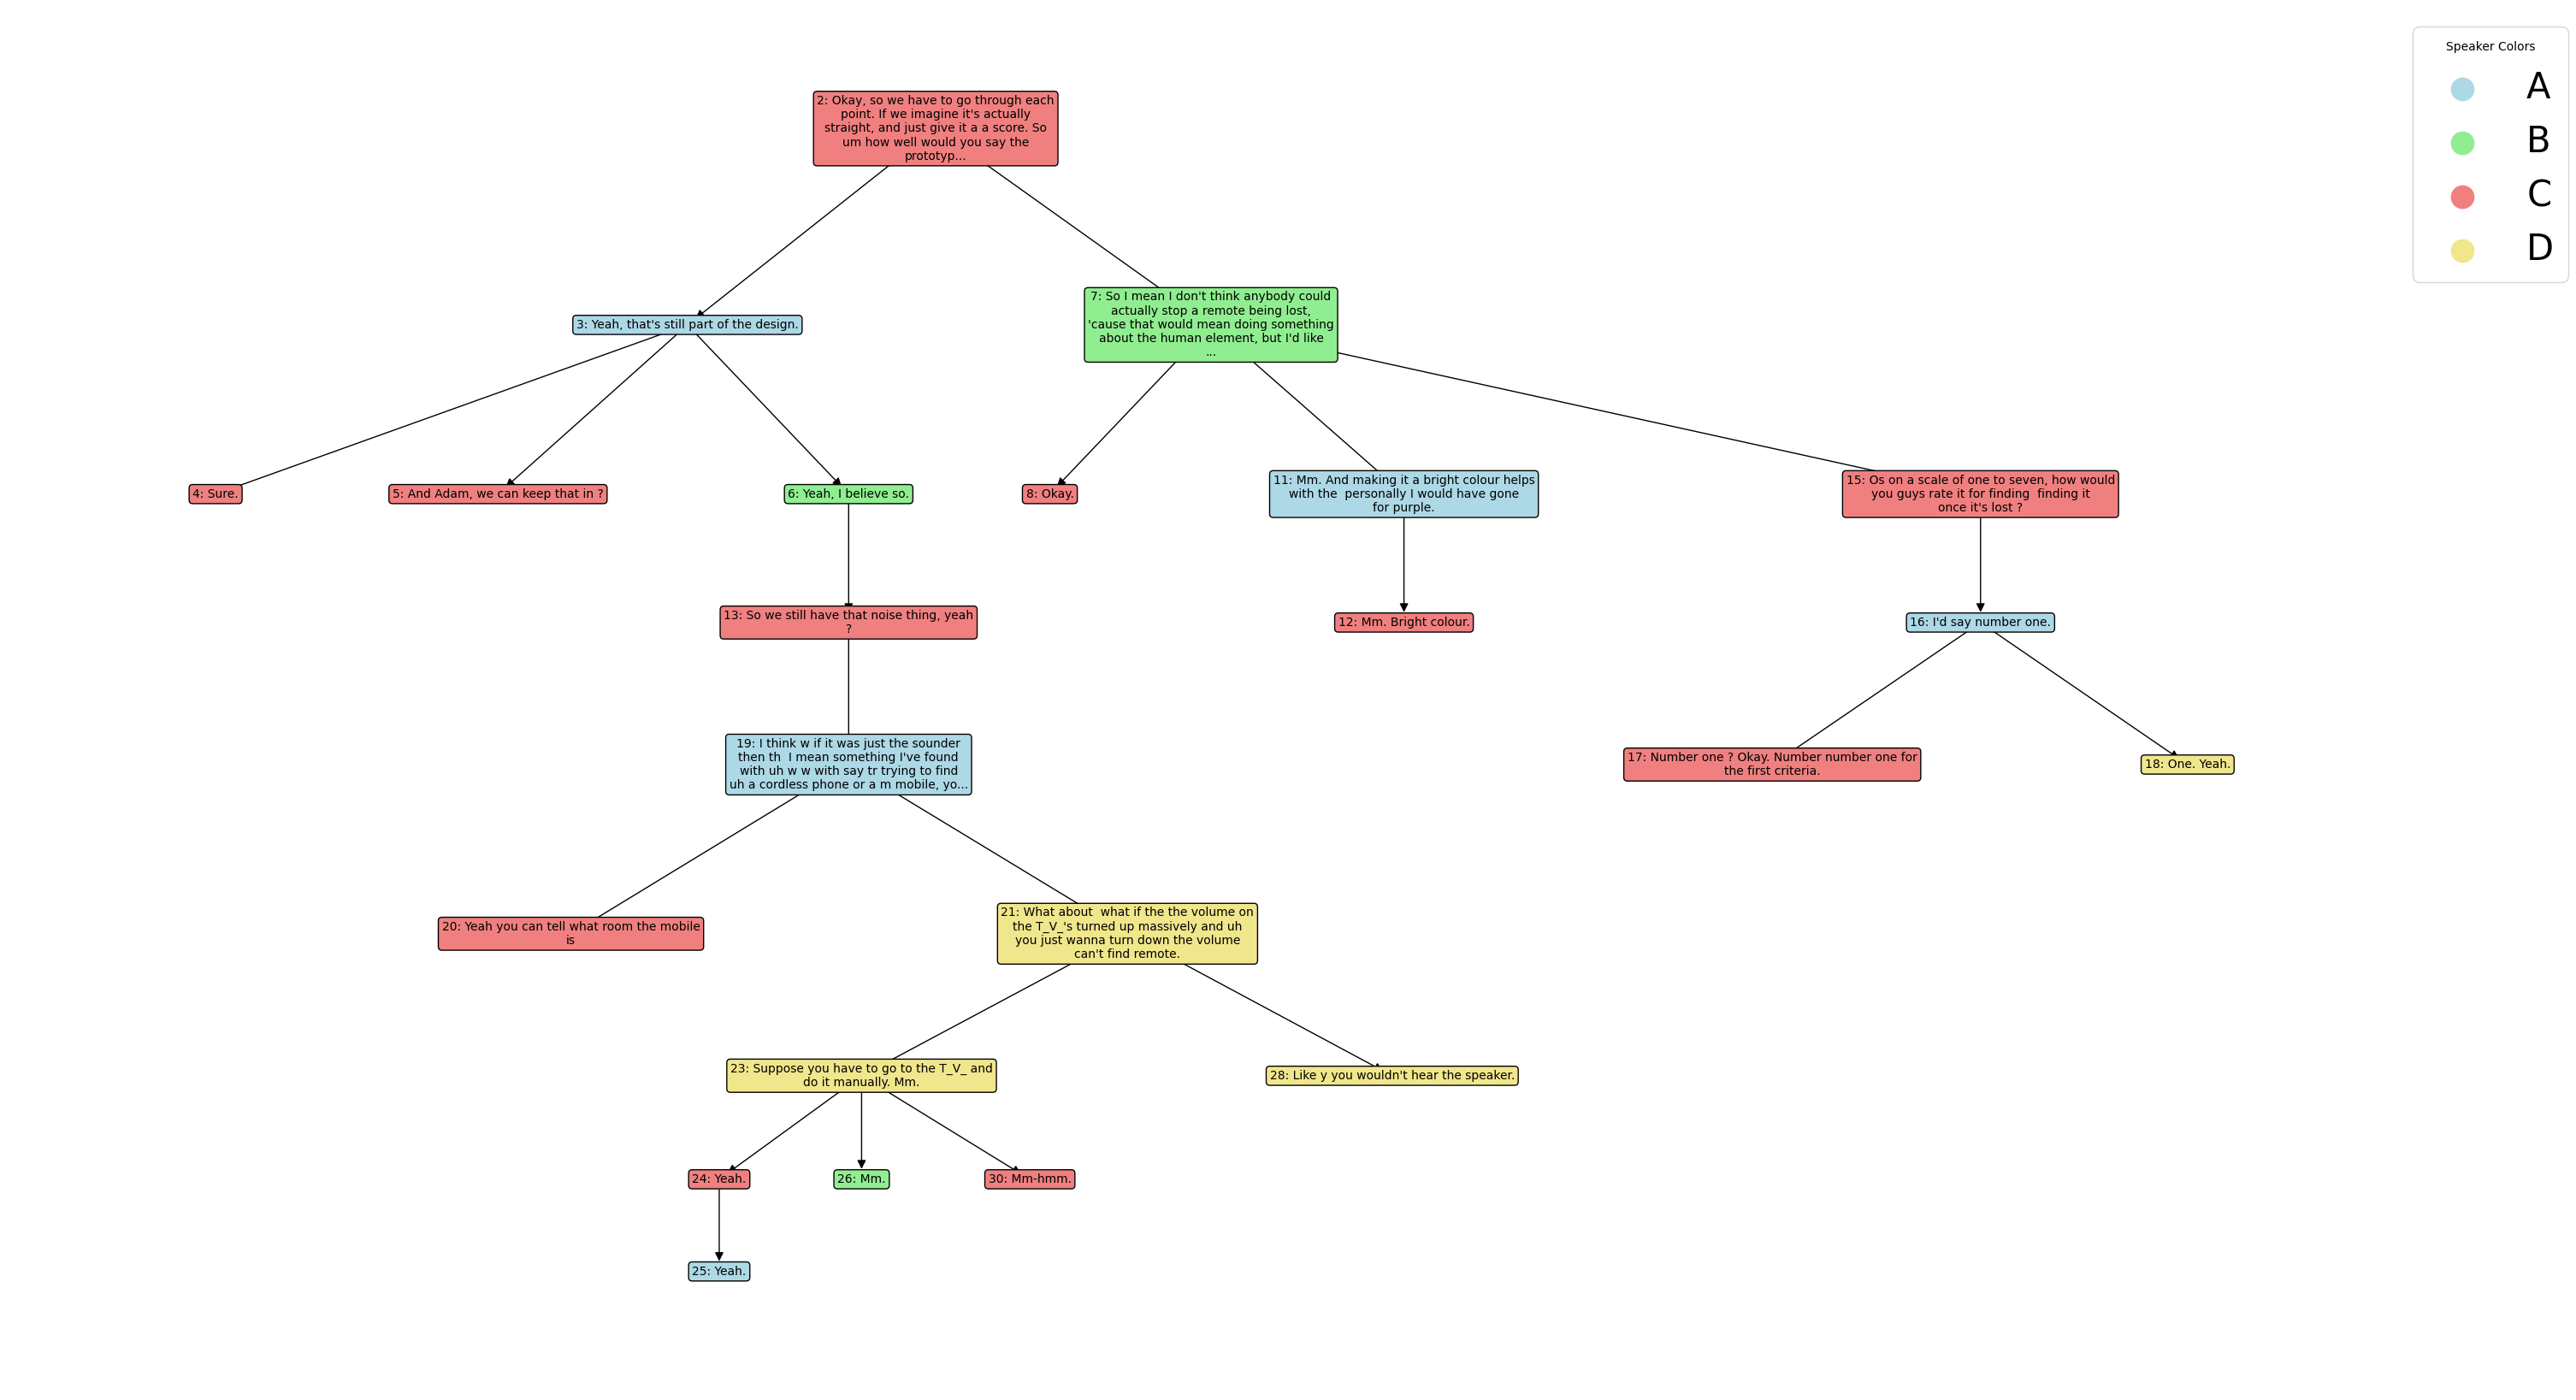 Speaker Colors
A
B
C
D
2: Okay, so we have to go through each
point. If we imagine it's actually
straight, and just give it a a score. So
um how well would you say the
prototyp...
3: Yeah, that's still part of the design.
7: So I mean I don't think anybody could
actually stop a remote being lost,
'cause that would mean doing something
about the human element, but I'd like
...
4: Sure.
5: And Adam, we can keep that in ?
6: Yeah, I believe so.
8: Okay.
11: Mm. And making it a bright colour helps
with the  personally I would have gone
for purple.
15: Os on a scale of one to seven, how would
you guys rate it for finding  finding it
once it's lost ?
13: So we still have that noise thing, yeah
?
12: Mm. Bright colour.
16: I'd say number one.
19: I think w if it was just the sounder
then th  I mean something I've found
with uh w w with say tr trying to find
uh a cordless phone or a m mobile, yo...
17: Number one ? Okay. Number number one for
the first criteria.
18: One. Yeah.
20: Yeah you can tell what room the mobile
is
21: What about  what if the the volume on
the T_V_'s turned up massively and uh
you just wanna turn down the volume
can't find remote.
23: Suppose you have to go to the T_V_ and
do it manually. Mm.
28: Like y you wouldn't hear the speaker.
24: Yeah.
26: Mm.
30: Mm-hmm.
25: Yeah.